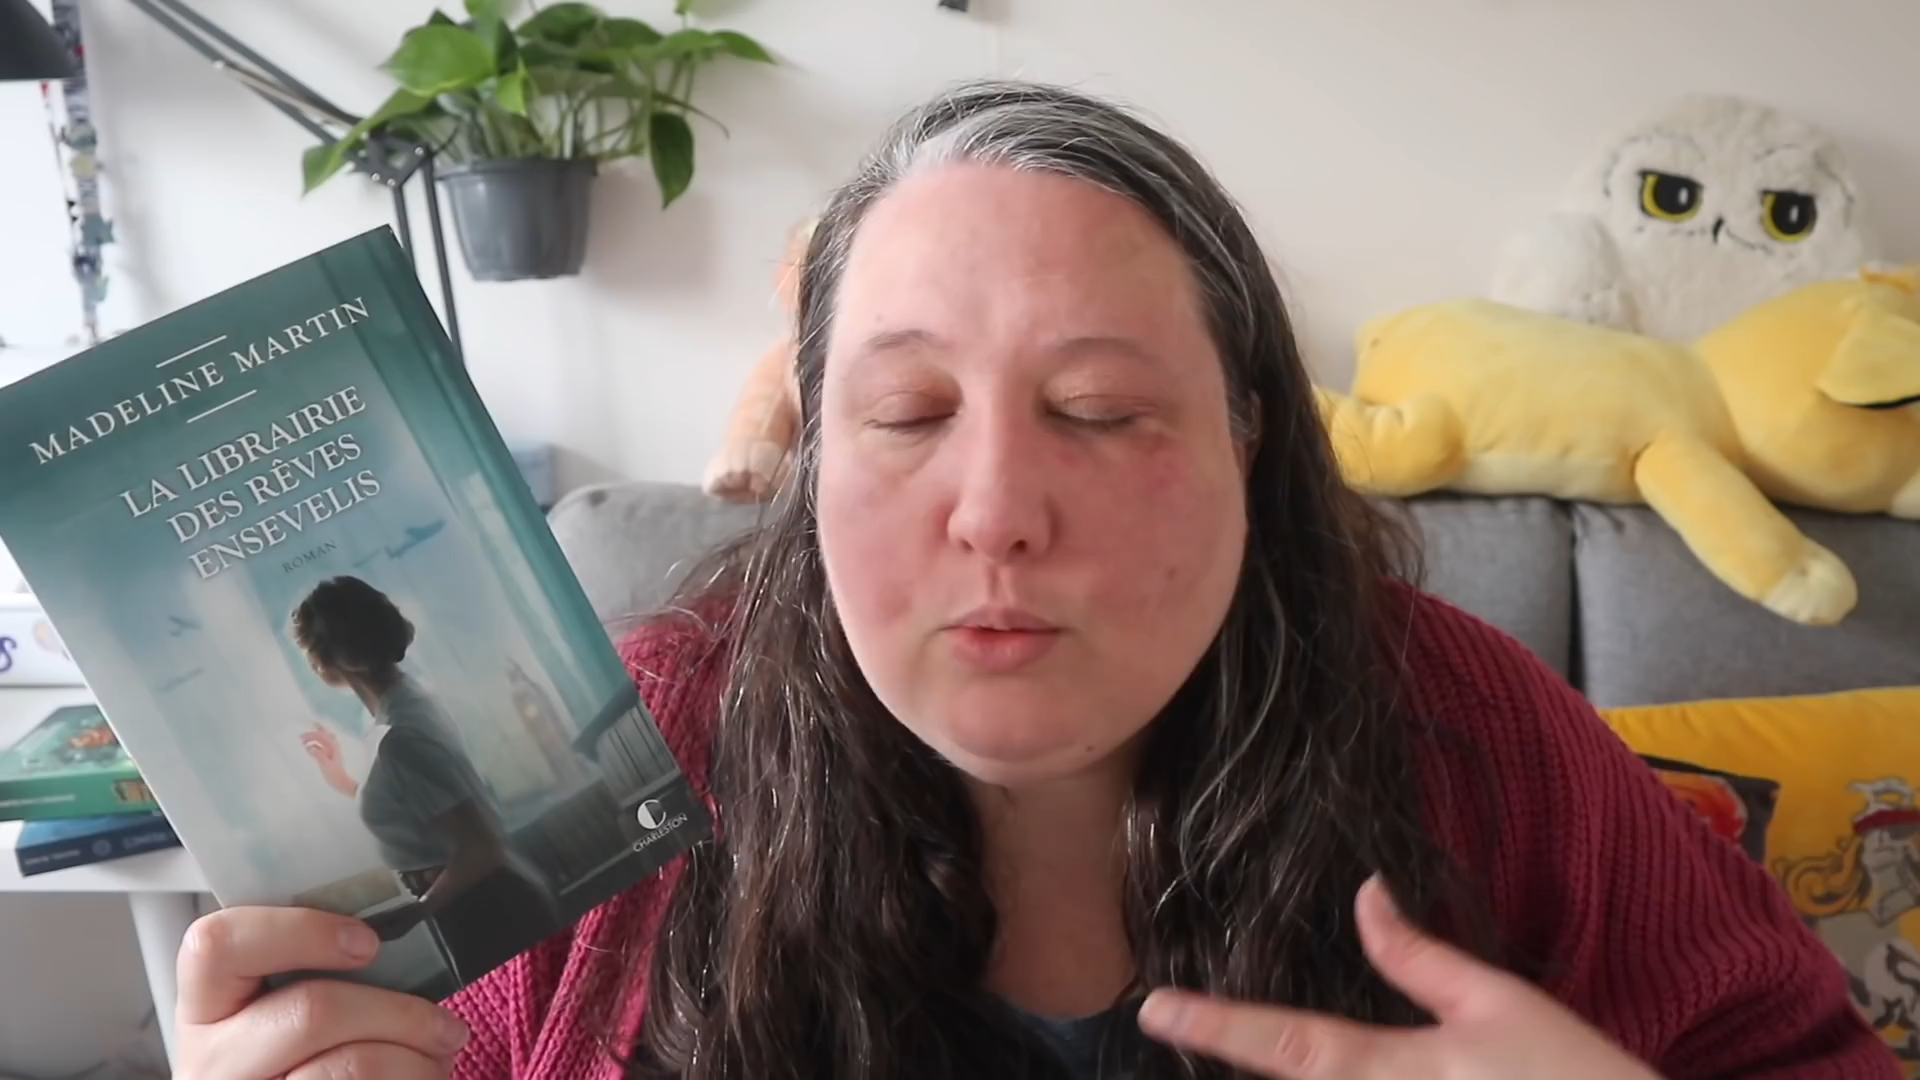 MADELINE MARTIN
LA LIBRAIRIE
DES RÊVES
ENSEVELIS
ROMAN
C
CHARLESTON